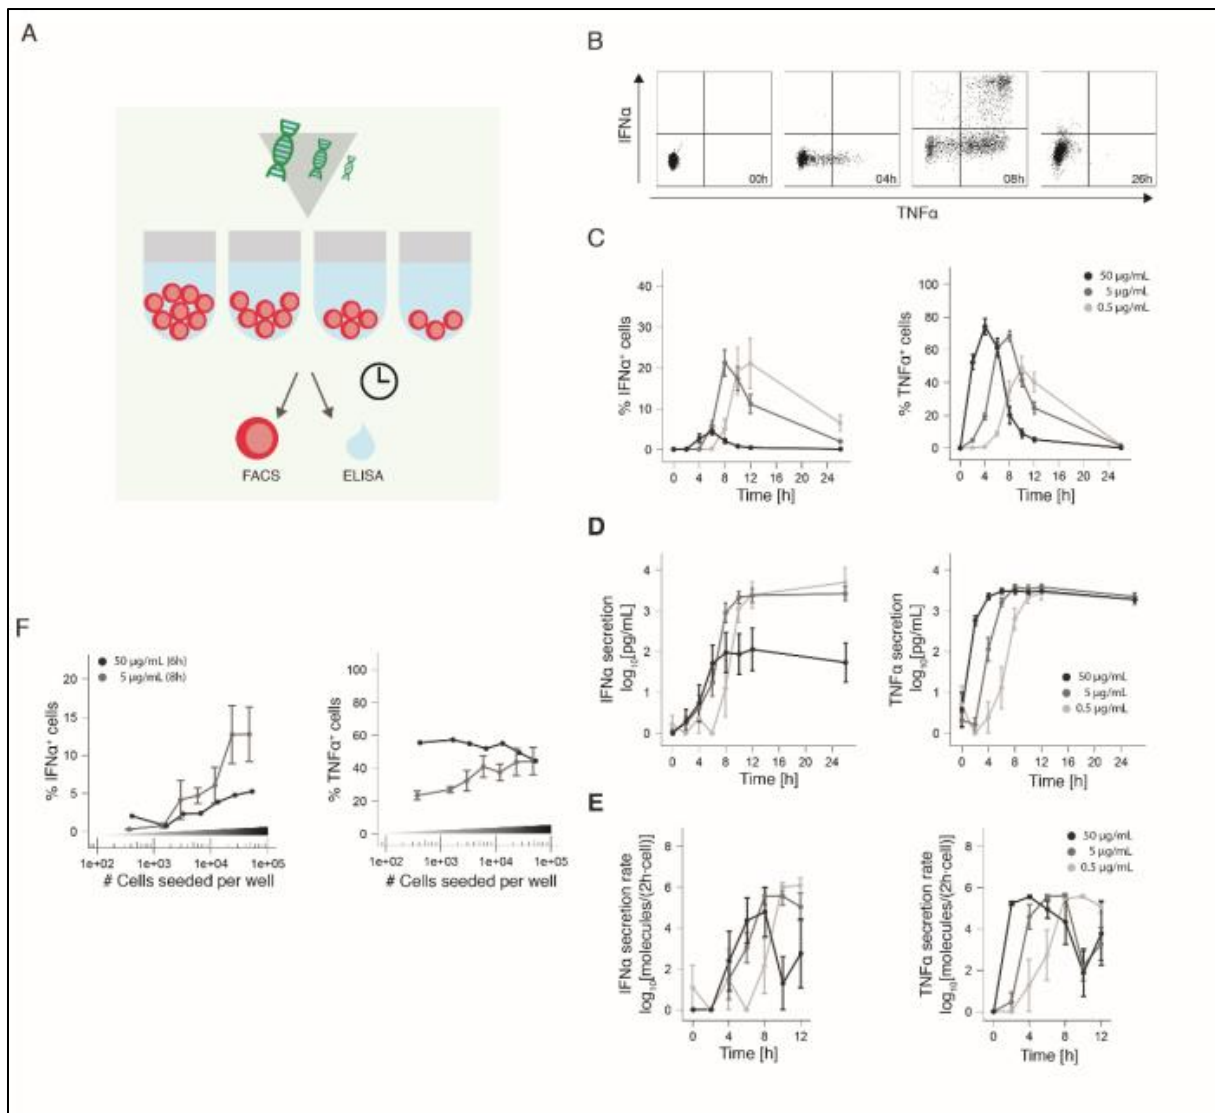 A
FACS
ELISA
B
IFNα
00h
04h
08h
26h
TNFα
C
% IFNα⁺ cells
40
30
20
10
0
0 4 8 12 16 20 24
Time [h]
% TNFα⁺ cells
100
80
60
40
20
0
0 4 8 12 16 20 24
Time [h]
50 µg/mL
5 µg/mL
0.5 µg/mL
D
IFNα secretion
log₁₀[pg/mL]
4
3
2
1
0
0 4 8 12 16 20 24
Time [h]
TNFα secretion
log₁₀[pg/mL]
4
3
2
1
0
0 4 8 12 16 20 24
Time [h]
50 µg/mL
5 µg/mL
0.5 µg/mL
E
IFNα secretion rate
log₁₀[molecules/(2h·cell)]
8
6
4
2
0
0 4 8 12
Time [h]
TNFα secretion rate
log₁₀[molecules/(2h·cell)]
8
6
4
2
0
0 4 8 12
Time [h]
50 µg/mL
5 µg/mL
0.5 µg/mL
F
50 µg/mL (6h)
5 µg/mL (8h)
% IFNα⁺ cells
20
15
10
5
0
1e+02 1e+03 1e+04 1e+05
# Cells seeded per well
% TNFα⁺ cells
100
80
60
40
20
0
1e+02 1e+03 1e+04 1e+05
# Cells seeded per well